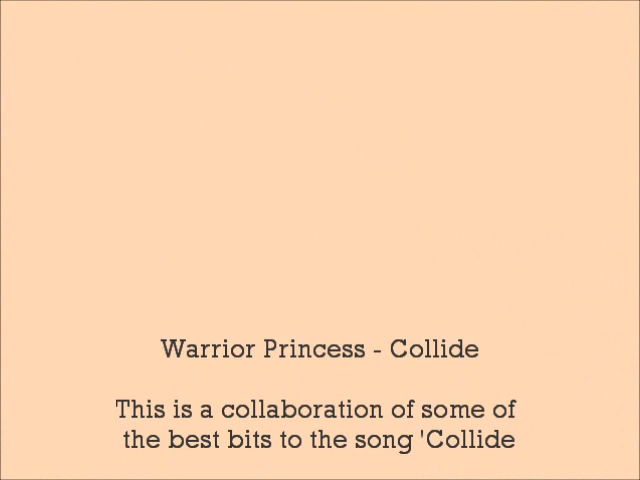 Warrior Princess - Collide
This is a collaboration of some of
the best bits to the song 'Collide